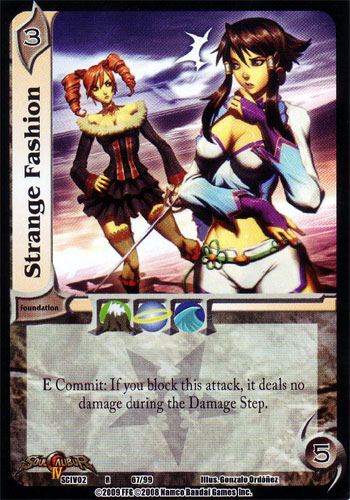 3
Strange Fashion
Foundation
E Commit: If you block this attack, it deals no
damage during the Damage Step.
5
SOULCALIBUR
IV
SCIV02 R 67/99 Illus. Gonzalo Ordóñez
©2009 FFG ©2008 Namco Bandai Games Inc.